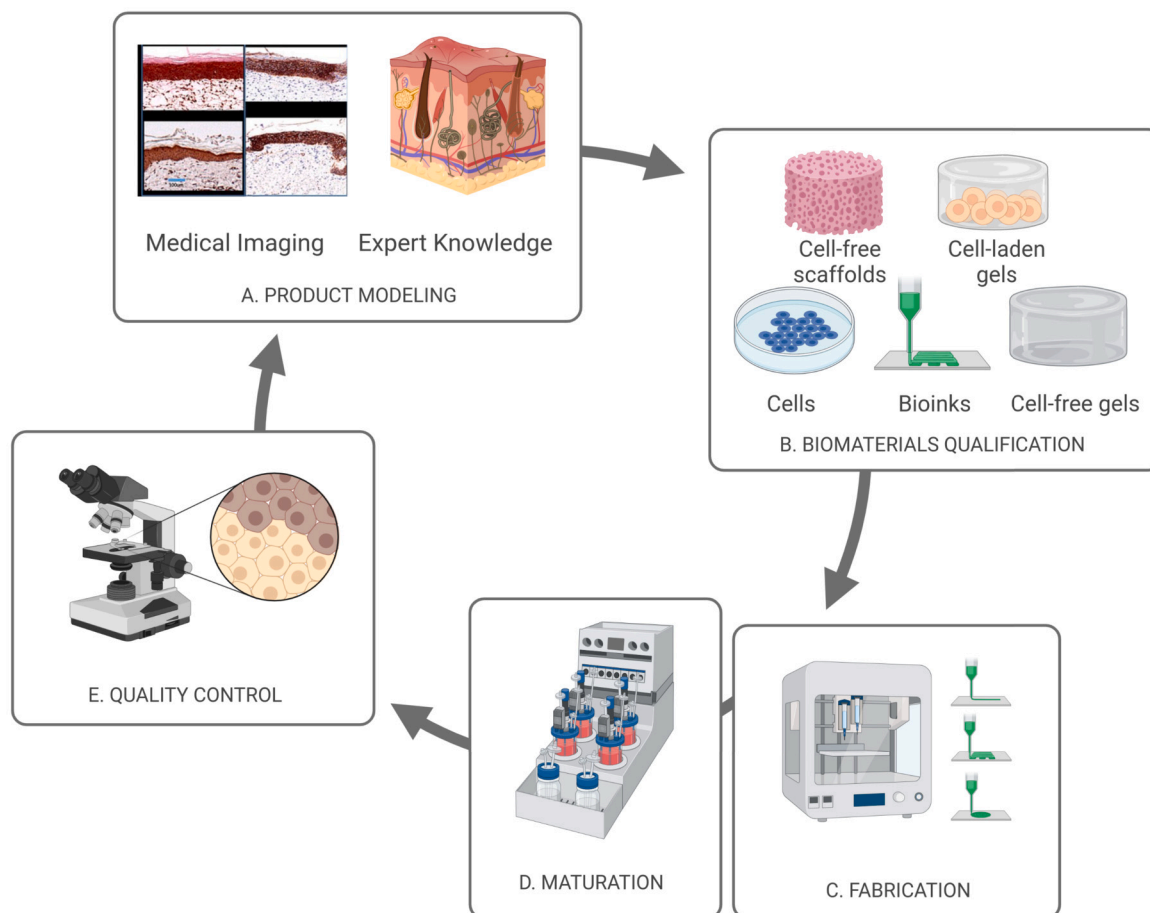 Medical Imaging
Expert Knowledge
A. PRODUCT MODELING
Cell-free
scaffolds
Cell-laden
gels
Cells
Bioinks
Cell-free gels
B. BIOMATERIALS QUALIFICATION
C. FABRICATION
D. MATURATION
E. QUALITY CONTROL